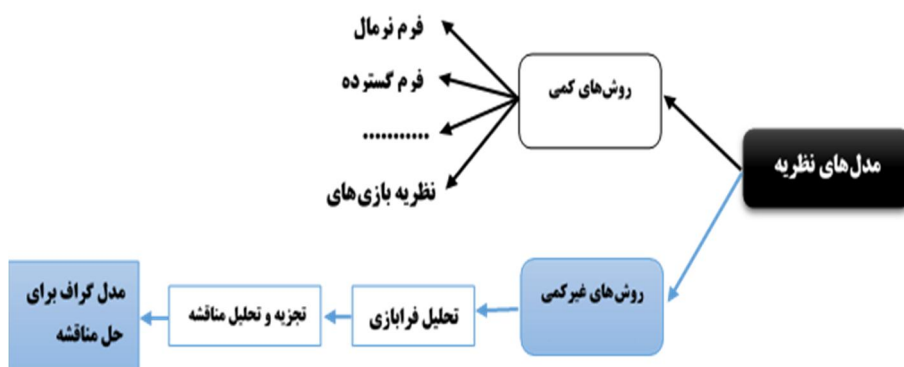 مدل‌های نظریه
روش‌های کمی
فرم نرمال
فرم گسترده
...........
نظریه بازی‌های
روش‌های غیرکمی
تحلیل فرابازی
تجزیه و تحلیل مناقشه
مدل گراف برای
حل مناقشه